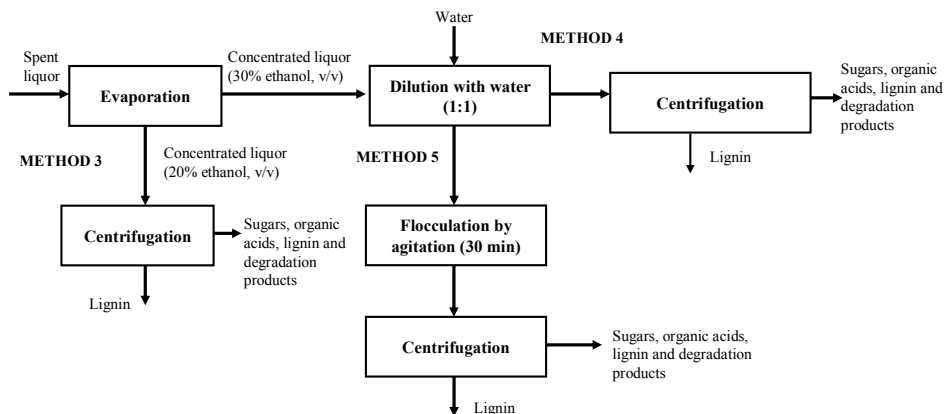 Water
METHOD 4
Spent
liquor
Concentrated liquor
(30% ethanol, v/v)
Evaporation
Dilution with water
(1:1)
Centrifugation
Sugars, organic
acids, lignin and
degradation
products
Lignin
METHOD 3
Concentrated liquor
(20% ethanol, v/v)
METHOD 5
Centrifugation
Sugars, organic
acids, lignin and
degradation
products
Lignin
Flocculation by
agitation (30 min)
Centrifugation
Sugars, organic acids,
lignin and degradation
products
Lignin